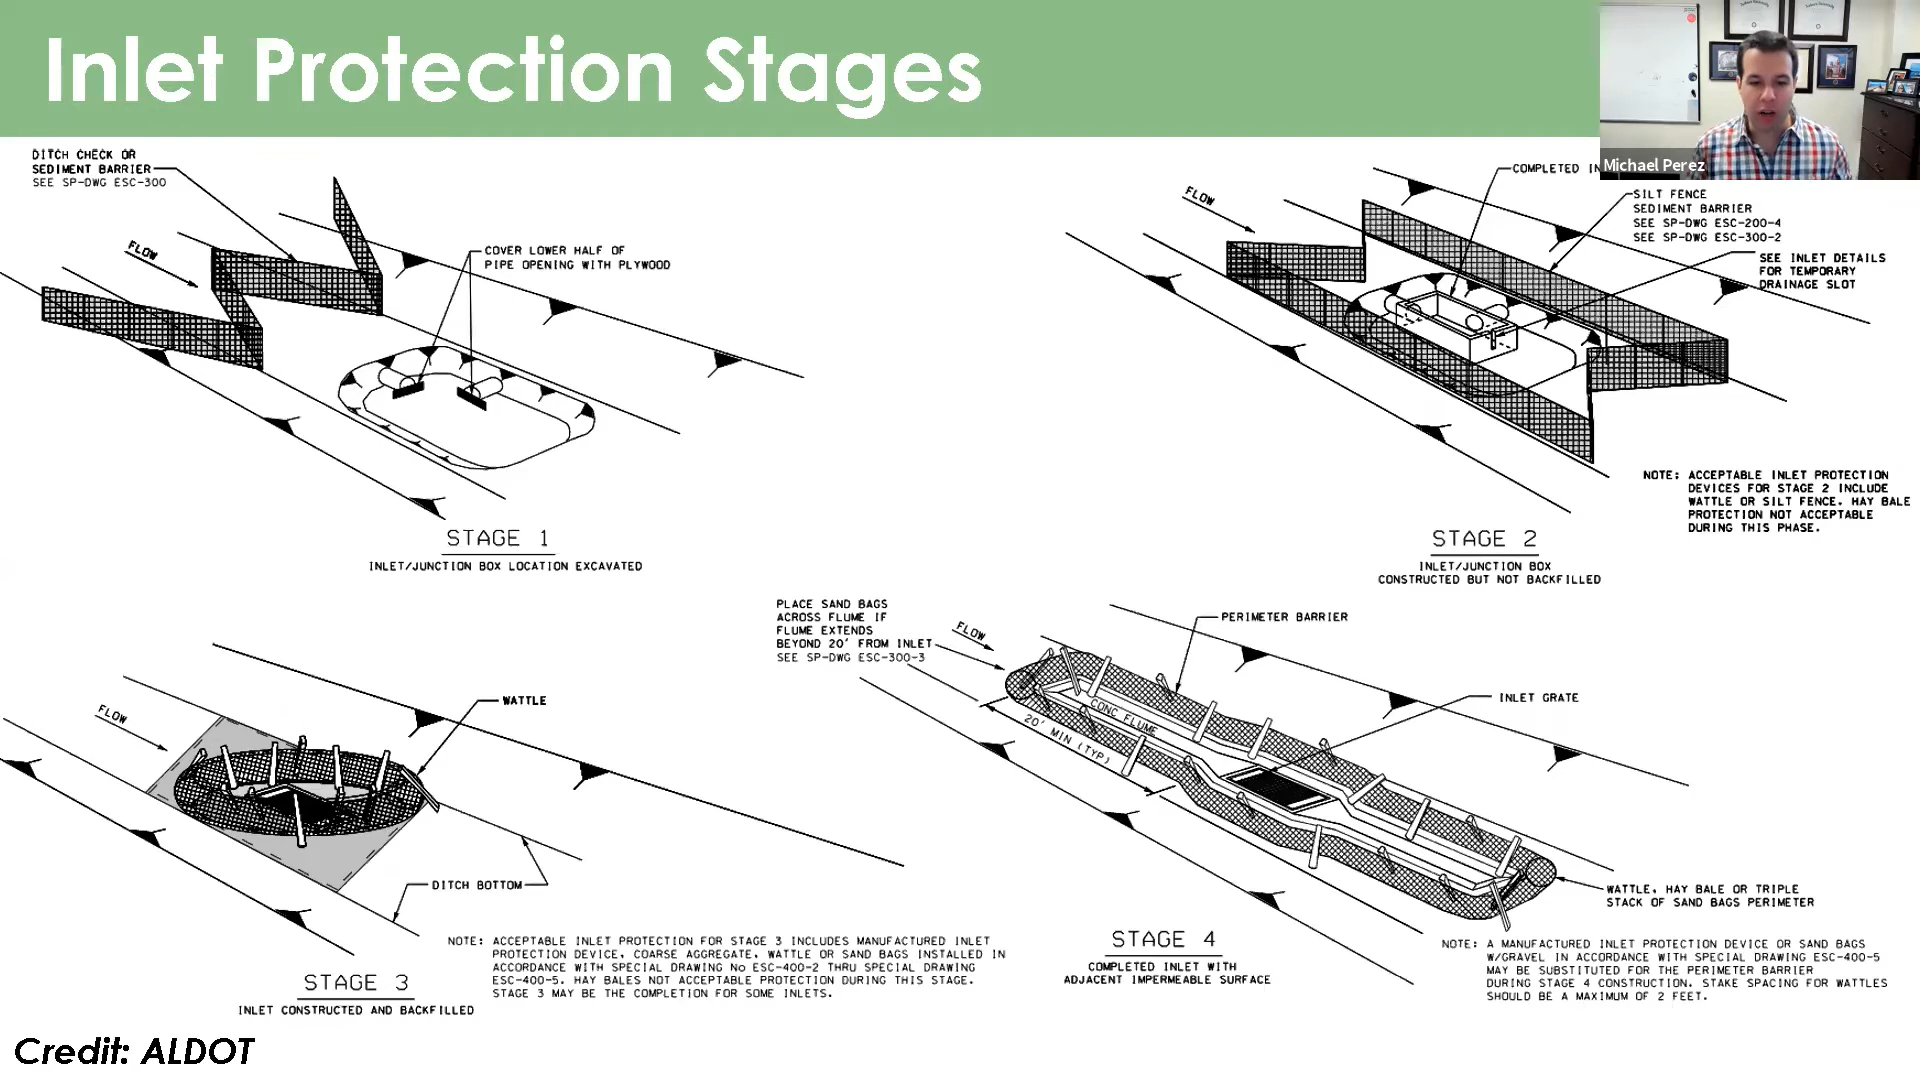 Inlet Protection Stages
Michael Perez
DITCH CHECK OR
SEDIMENT BARRIER
SEE SP-DWG ESC-300
FLOW
COVER LOWER HALF OF
PIPE OPENING WITH PLYWOOD
STAGE 1
INLET/JUNCTION BOX LOCATION EXCAVATED
FLOW
COMPLETED
SILT FENCE
SEDIMENT BARRIER
SEE SP-DWG ESC-200-4
SEE SP-DWG ESC-300-2
SEE INLET DETAILS
FOR TEMPORARY
DRAINAGE SLOT
NOTE: ACCEPTABLE INLET PROTECTION
DEVICES FOR STAGE 2 INCLUDE
WATTLE OR SILT FENCE. HAY BALE
PROTECTION NOT ACCEPTABLE
DURING THIS PHASE.
STAGE 2
INLET/JUNCTION BOX
CONSTRUCTED BUT NOT BACKFILLED
FLOW
WATTLE
DITCH BOTTOM
NOTE: ACCEPTABLE INLET PROTECTION FOR STAGE 3 INCLUDES MANUFACTURED INLET
PROTECTION DEVICE, COARSE AGGREGATE, WATTLE OR SAND BAGS INSTALLED IN
ACCORDANCE WITH SPECIAL DRAWING No ESC-400-2 THRU SPECIAL DRAWING
ESC-400-5. HAY BALES NOT ACCEPTABLE PROTECTION DURING THIS STAGE.
STAGE 3 MAY BE THE COMPLETION FOR SOME INLETS.
STAGE 3
INLET CONSTRUCTED AND BACKFILLED
PLACE SAND BAGS
ACROSS FLUME IF
FLUME EXTENDS
BEYOND 20' FROM INLET
SEE SP-DWG ESC-300-3
FLOW
PERIMETER BARRIER
INLET GRATE
CONC FLUME
20' MIN (TYP)
WATTLE, HAY BALE OR TRIPLE
STACK OF SAND BAGS PERIMETER
STAGE 4
COMPLETED INLET WITH
ADJACENT IMPERMEABLE SURFACE
NOTE: A MANUFACTURED INLET PROTECTION DEVICE OR SAND BAGS
W/GRAVEL IN ACCORDANCE WITH SPECIAL DRAWING ESC-400-5
MAY BE SUBSTITUTED FOR THE PERIMETER BARRIER
DURING STAGE 4 CONSTRUCTION. STAKE SPACING FOR WATTLES
SHOULD BE A MAXIMUM OF 2 FEET.
Credit: ALDOT